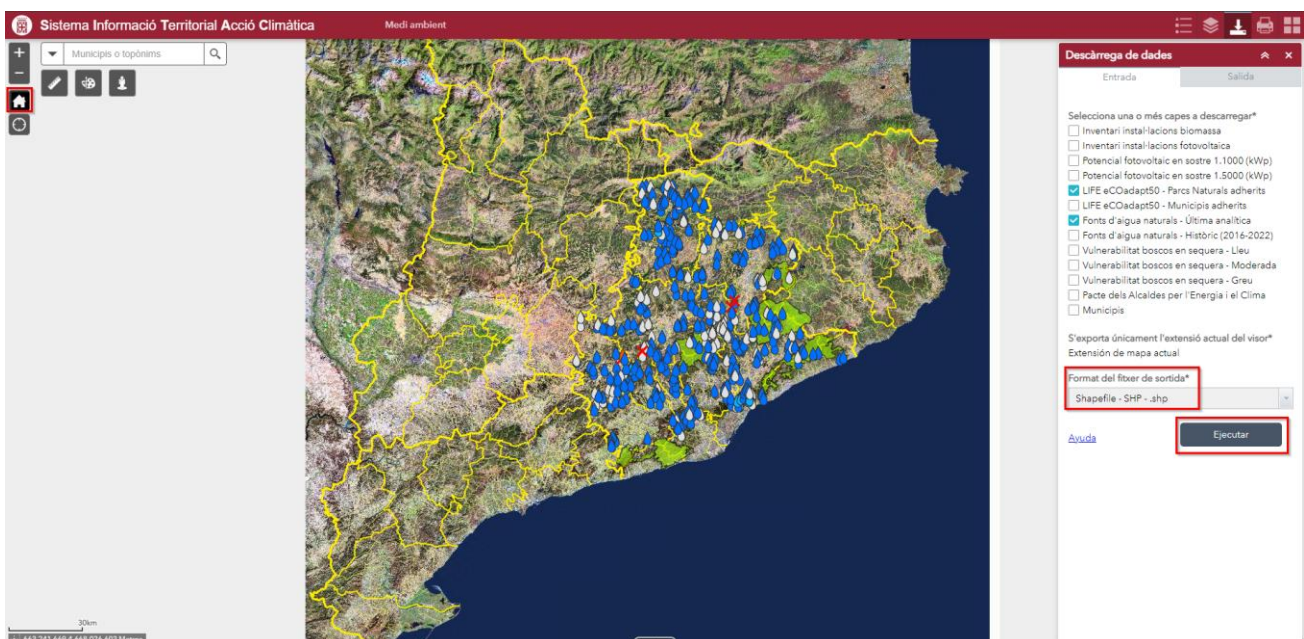 Sistema Informació Territorial Acció Climàtica
Medi ambient
Municipis o topònims
Descàrrega de dades
Entrada
Salida
Selecciona una o més capes a descarregar*
Inventari instal·lacions biomassa
Inventari instal·lacions fotovoltaica
Potencial fotovoltaic en sostre 1.1000 (kWp)
Potencial fotovoltaic en sostre 1.5000 (kWp)
LIFE eCOadapt50 - Parcs Naturals adherits
LIFE eCOadapt50 - Municipis adherits
Fonts d'aigua naturals - Última analítica
Fonts d'aigua naturals - Històric (2016-2022)
Vulnerabilitat boscos en sequera - Lleu
Vulnerabilitat boscos en sequera - Moderada
Vulnerabilitat boscos en sequera - Greu
Pacte dels Alcaldes per l'Energia i el Clima
Municipis
S'exporta únicament l'extensió actual del visor*
Extensión de mapa actual
Format del fitxer de sortida*
Shapefile - SHP - .shp
Ayuda
Ejecutar
30km